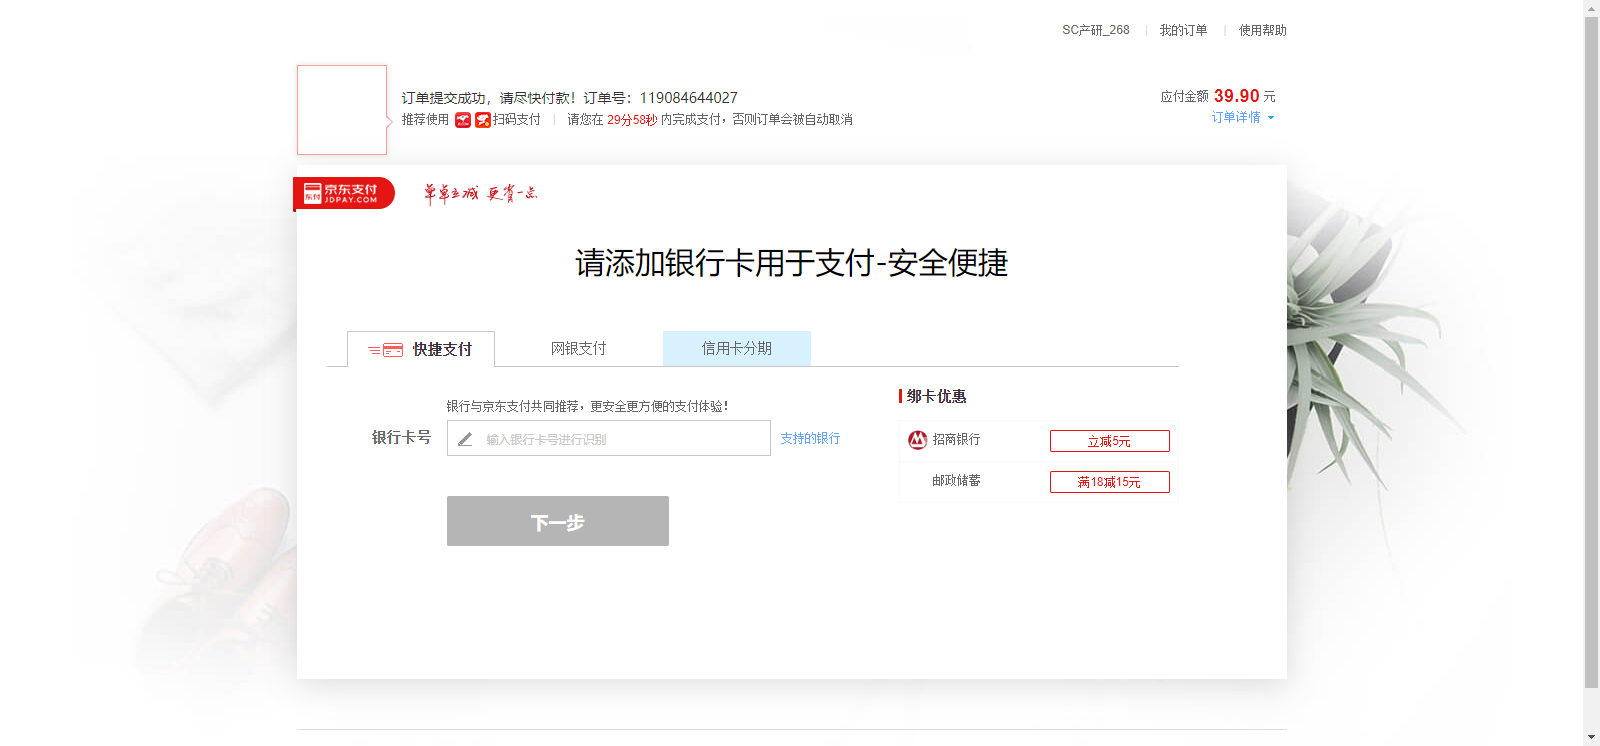 SC产研_268 | 我的订单 | 使用帮助
订单提交成功，请尽快付款！订单号：119084644027
应付金额 39.90 元
推荐使用 扫码支付 | 请您在 29分58秒 内完成支付，否则订单会被自动取消
订单详情
京东支付
东付
JDPAY.COM
单单立减 更省一点
请添加银行卡用于支付-安全便捷
快捷支付
网银支付
信用卡分期
银行与京东支付共同推荐，更安全更方便的支付体验！
银行卡号
输入银行卡号进行识别
支持的银行
下一步
绑卡优惠
招商银行
立减5元
邮政储蓄
满18减15元